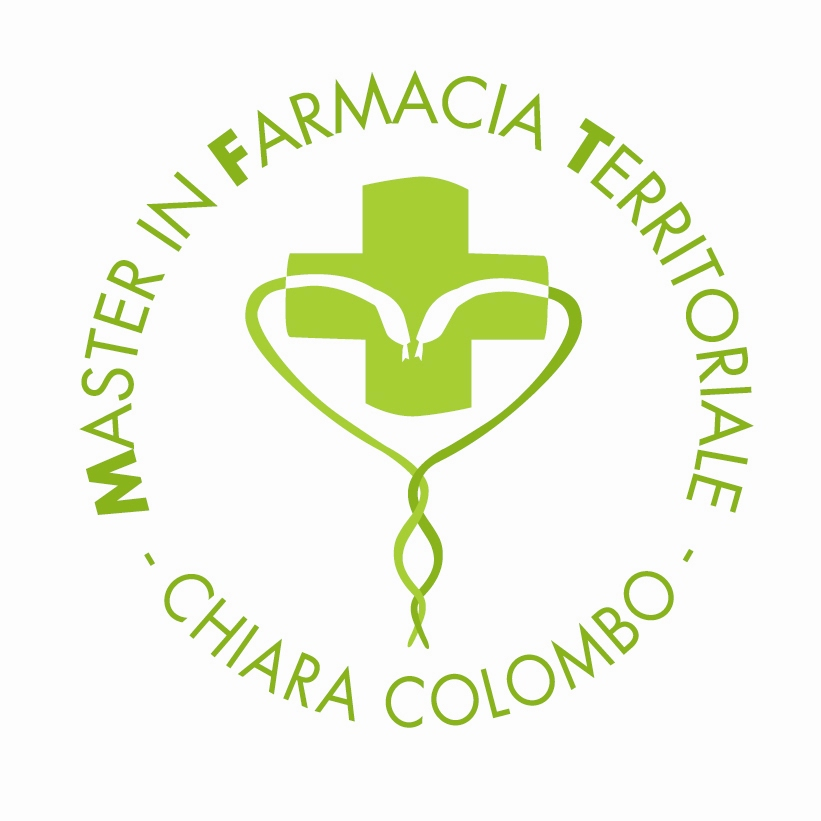 MASTER IN FARMACIA TERRITORIALE
- CHIARA COLOMBO -